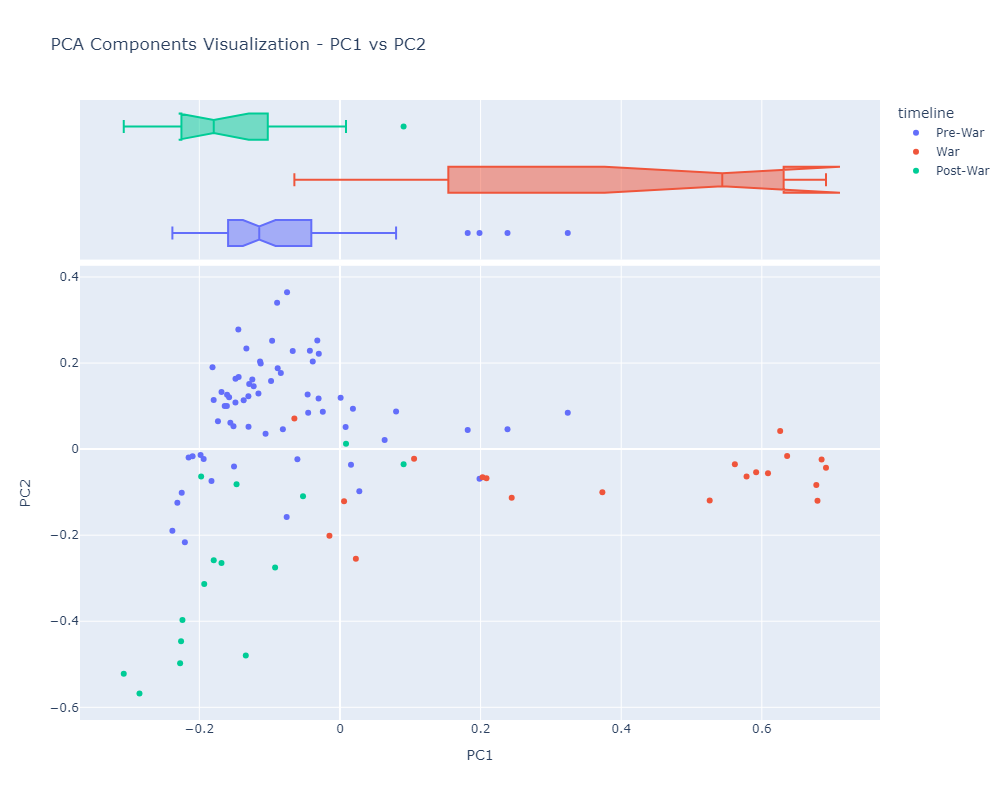 PCA Components Visualization - PC1 vs PC2
timeline
Pre-War
War
Post-War
0.4
0.2
0
−0.2
−0.4
−0.6
PC2
−0.2
0
0.2
0.4
0.6
PC1